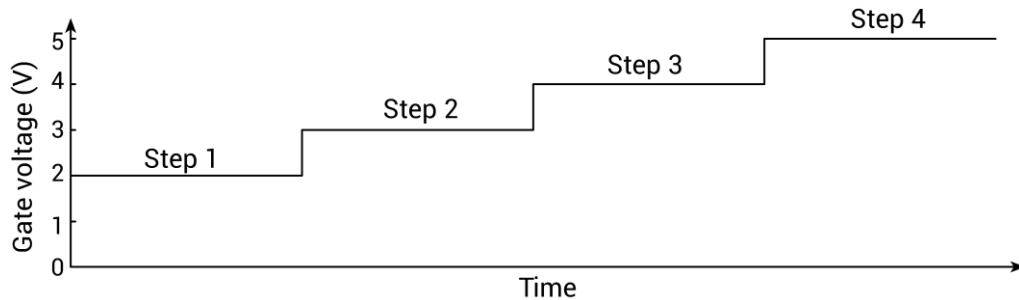 Step 4
5
Step 3
4
Step 2
3
Step 1
2
1
0
Gate voltage (V)
Time